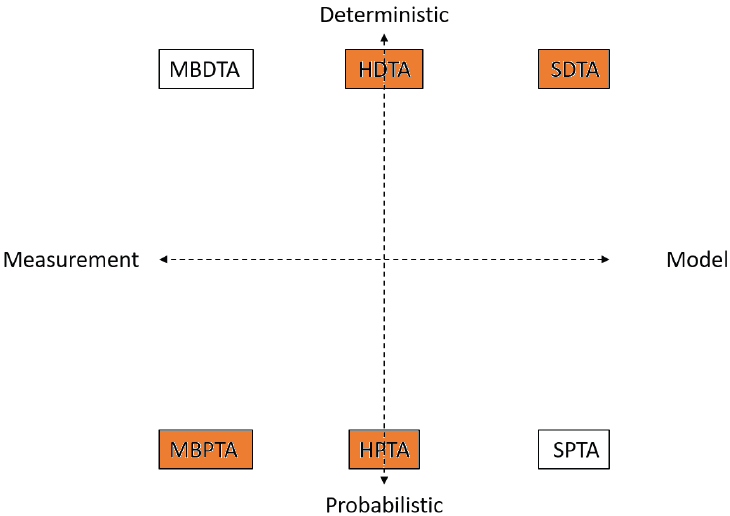 Deterministic
MBDTA
HDTA
SDTA
Measurement
Model
MBPTA
HPTA
SPTA
Probabilistic